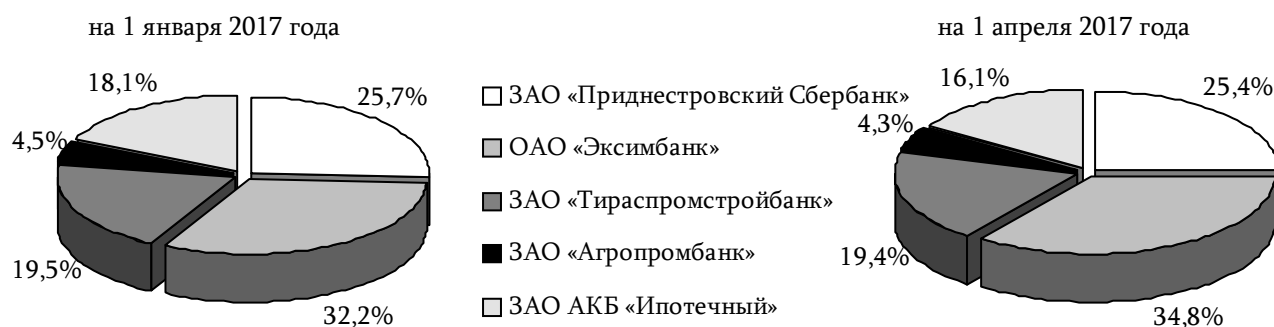 на 1 января 2017 года
18,1%
25,7%
4,5%
19,5%
32,2%
ЗАО «Приднестровский Сбербанк»
ОАО «Эксимбанк»
ЗАО «Тираспромстройбанк»
ЗАО «Агропромбанк»
ЗАО АКБ «Ипотечный»
на 1 апреля 2017 года
16,1%
25,4%
4,3%
19,4%
34,8%